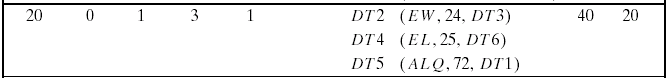 20 0 1 3 1 DT2 (EW, 24, DT3) 40 20
DT4 (EL, 25, DT6)
DT5 (ALQ, 72, DT1)